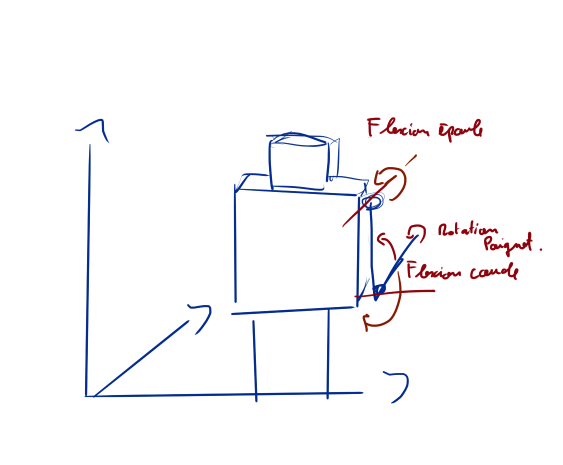 Flexion épaule
Rotation
Poignet.
Flexion coude